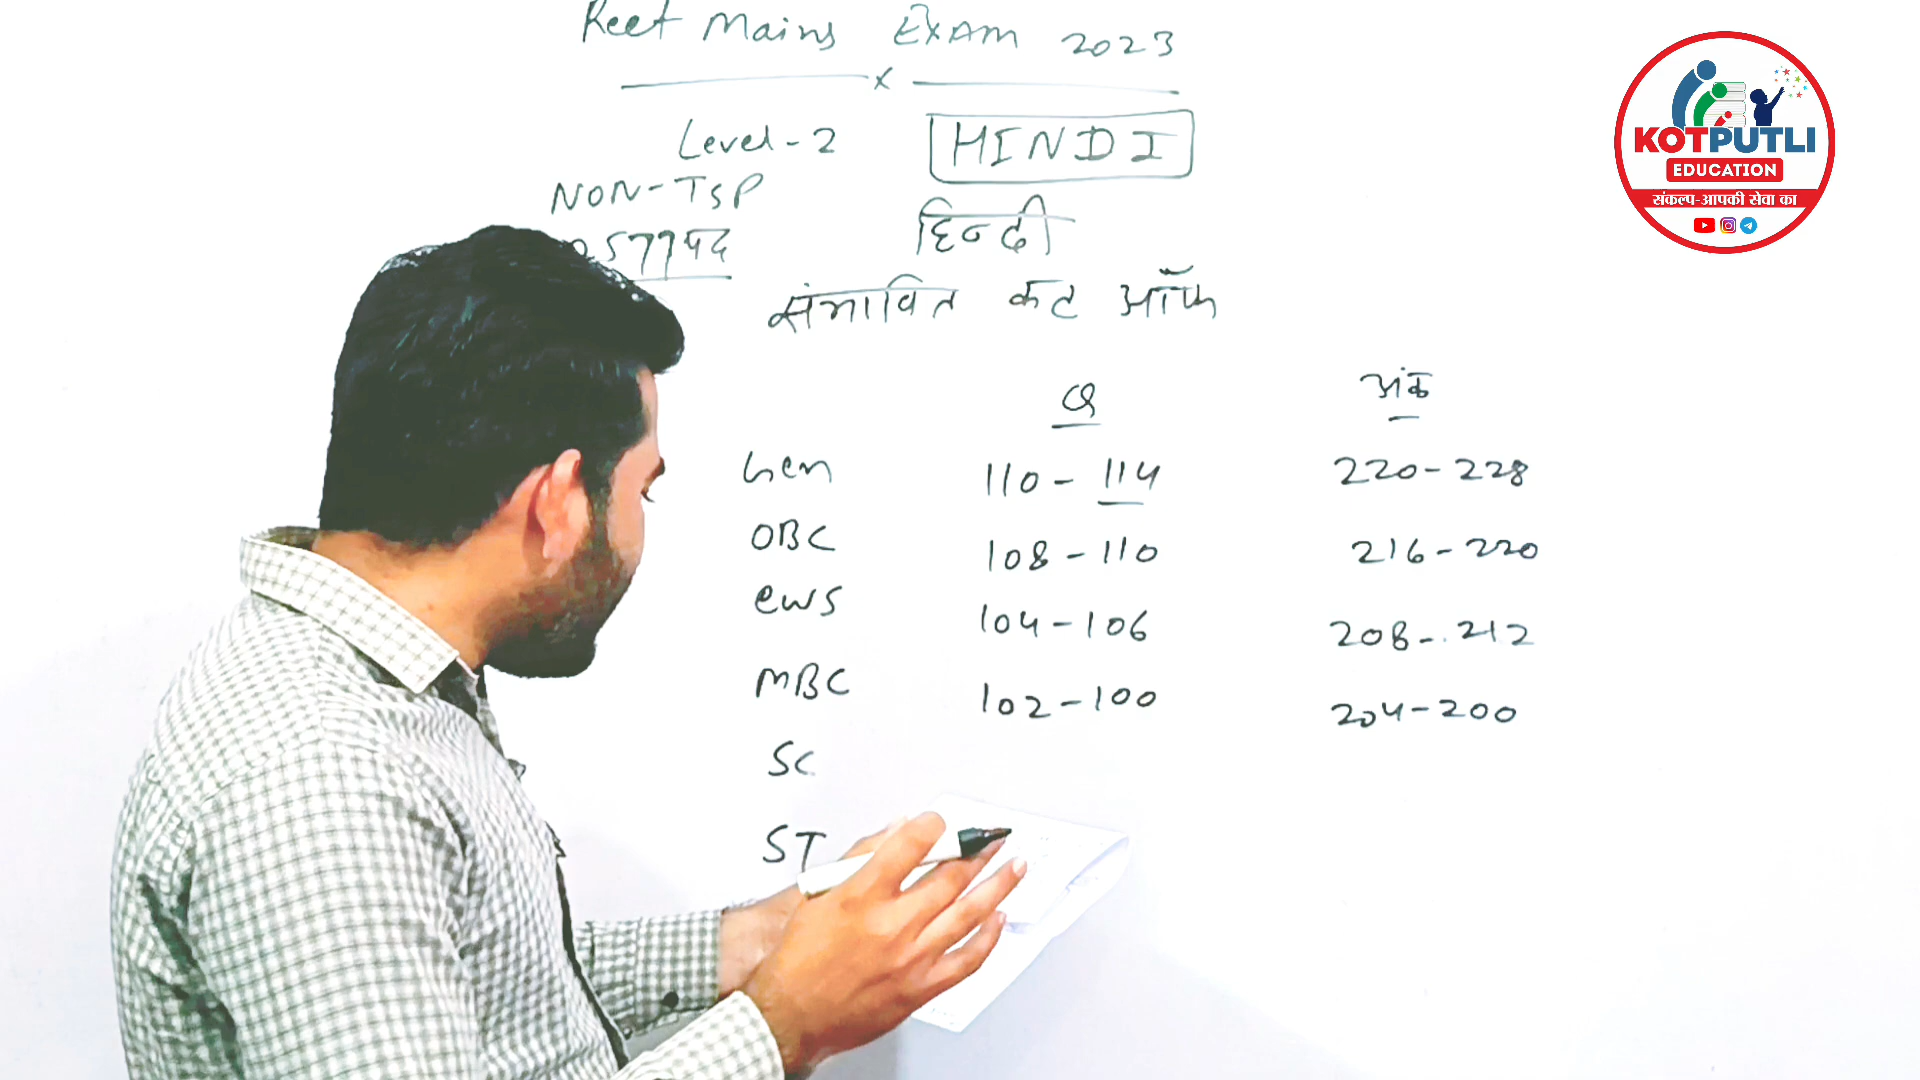 Reet Mains Exam 2023
x
Level-2 HINDI
NON-TSP हिन्दी
577पद
संभावित कट ऑफ
Q अंक
Gen 110-114 220-228
OBC 108-110 216-220
EWS 104-106 208-212
MBC 102-100 204-200
SC
ST
KOTPUTLI
EDUCATION
संकल्प-आपकी सेवा का